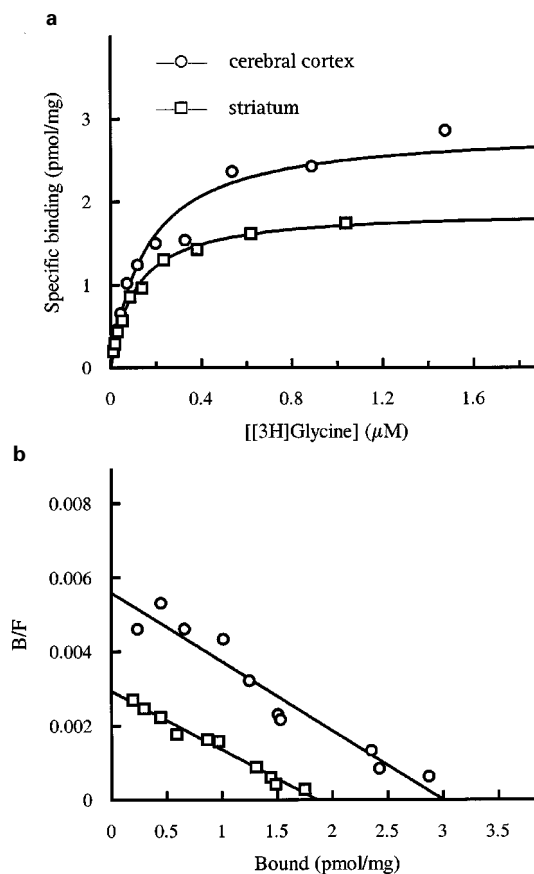 a
cerebral cortex
striatum
Specific binding (pmol/mg)
3
2
1
0
0 0.4 0.8 1.2 1.6
[[3H]Glycine] (μM)
b
B/F
0.008
0.006
0.004
0.002
0
0 0.5 1 1.5 2 2.5 3 3.5
Bound (pmol/mg)